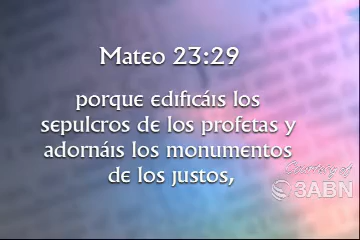 Mateo 23:29
porque edificáis los
sepulcros de los profetas y
adornáis los monumentos
de los justos,
Courtesy of
3ABN